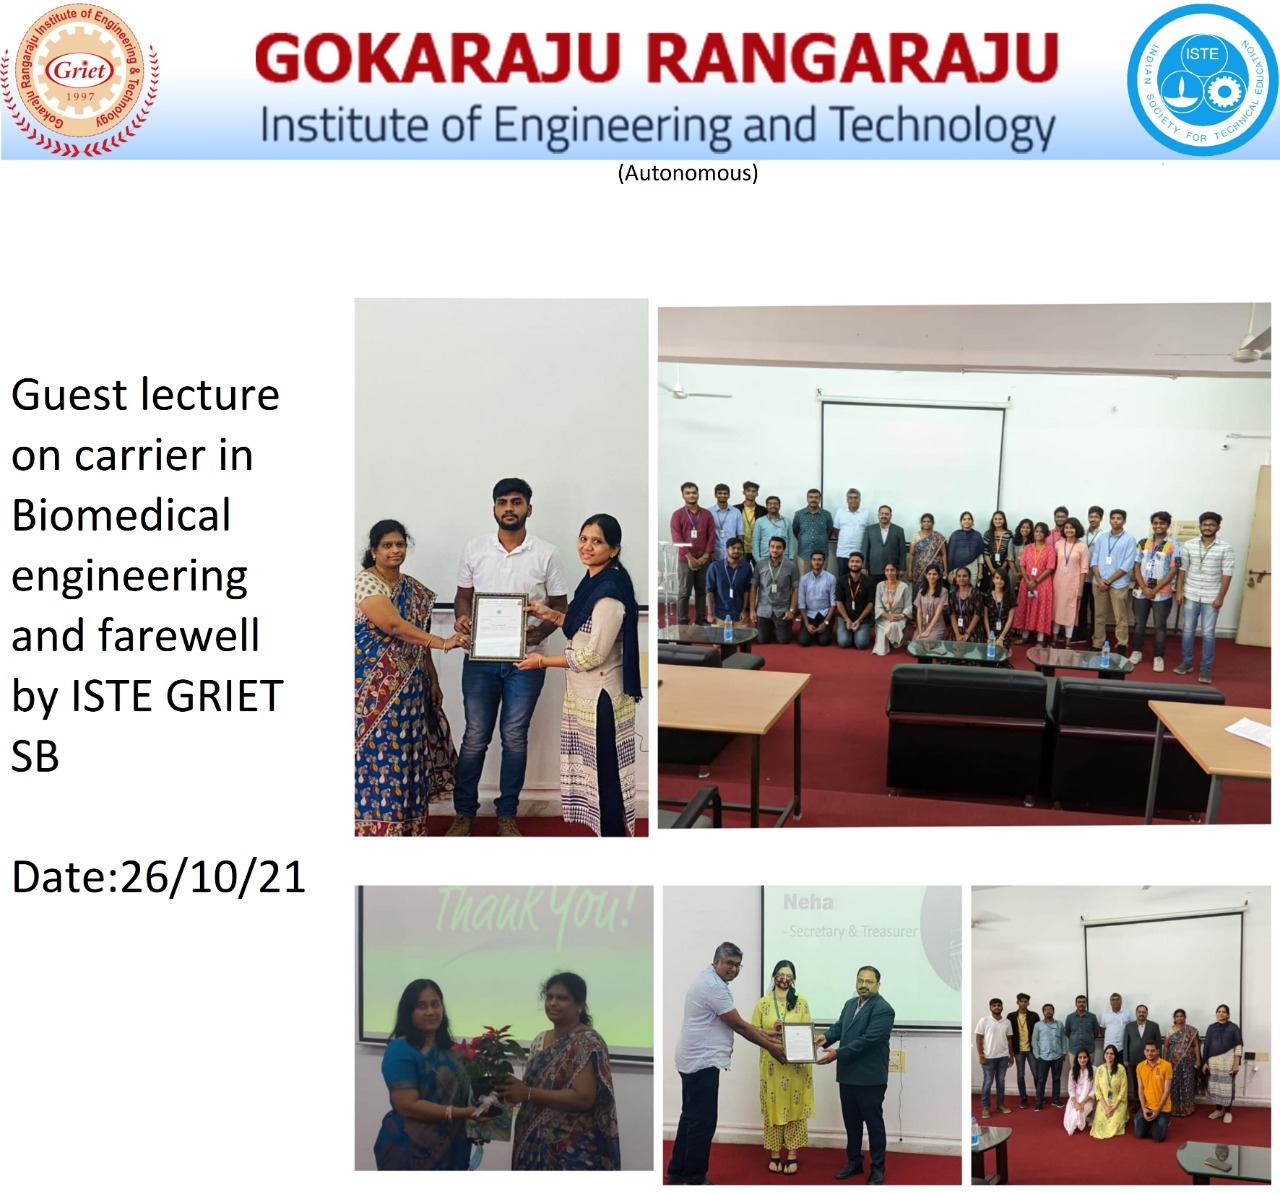 Gokaraju Rangaraju Institute of Engineering & Technology
Griet
1997
GOKARAJU RANGARAJU
Institute of Engineering and Technology
(Autonomous)
ISTE
INDIAN SOCIETY FOR TECHNICAL EDUCATION
Guest lecture
on carrier in
Biomedical
engineering
and farewell
by ISTE GRIET
SB
Date:26/10/21
Thank You!
Neha
- Secretary & Treasurer